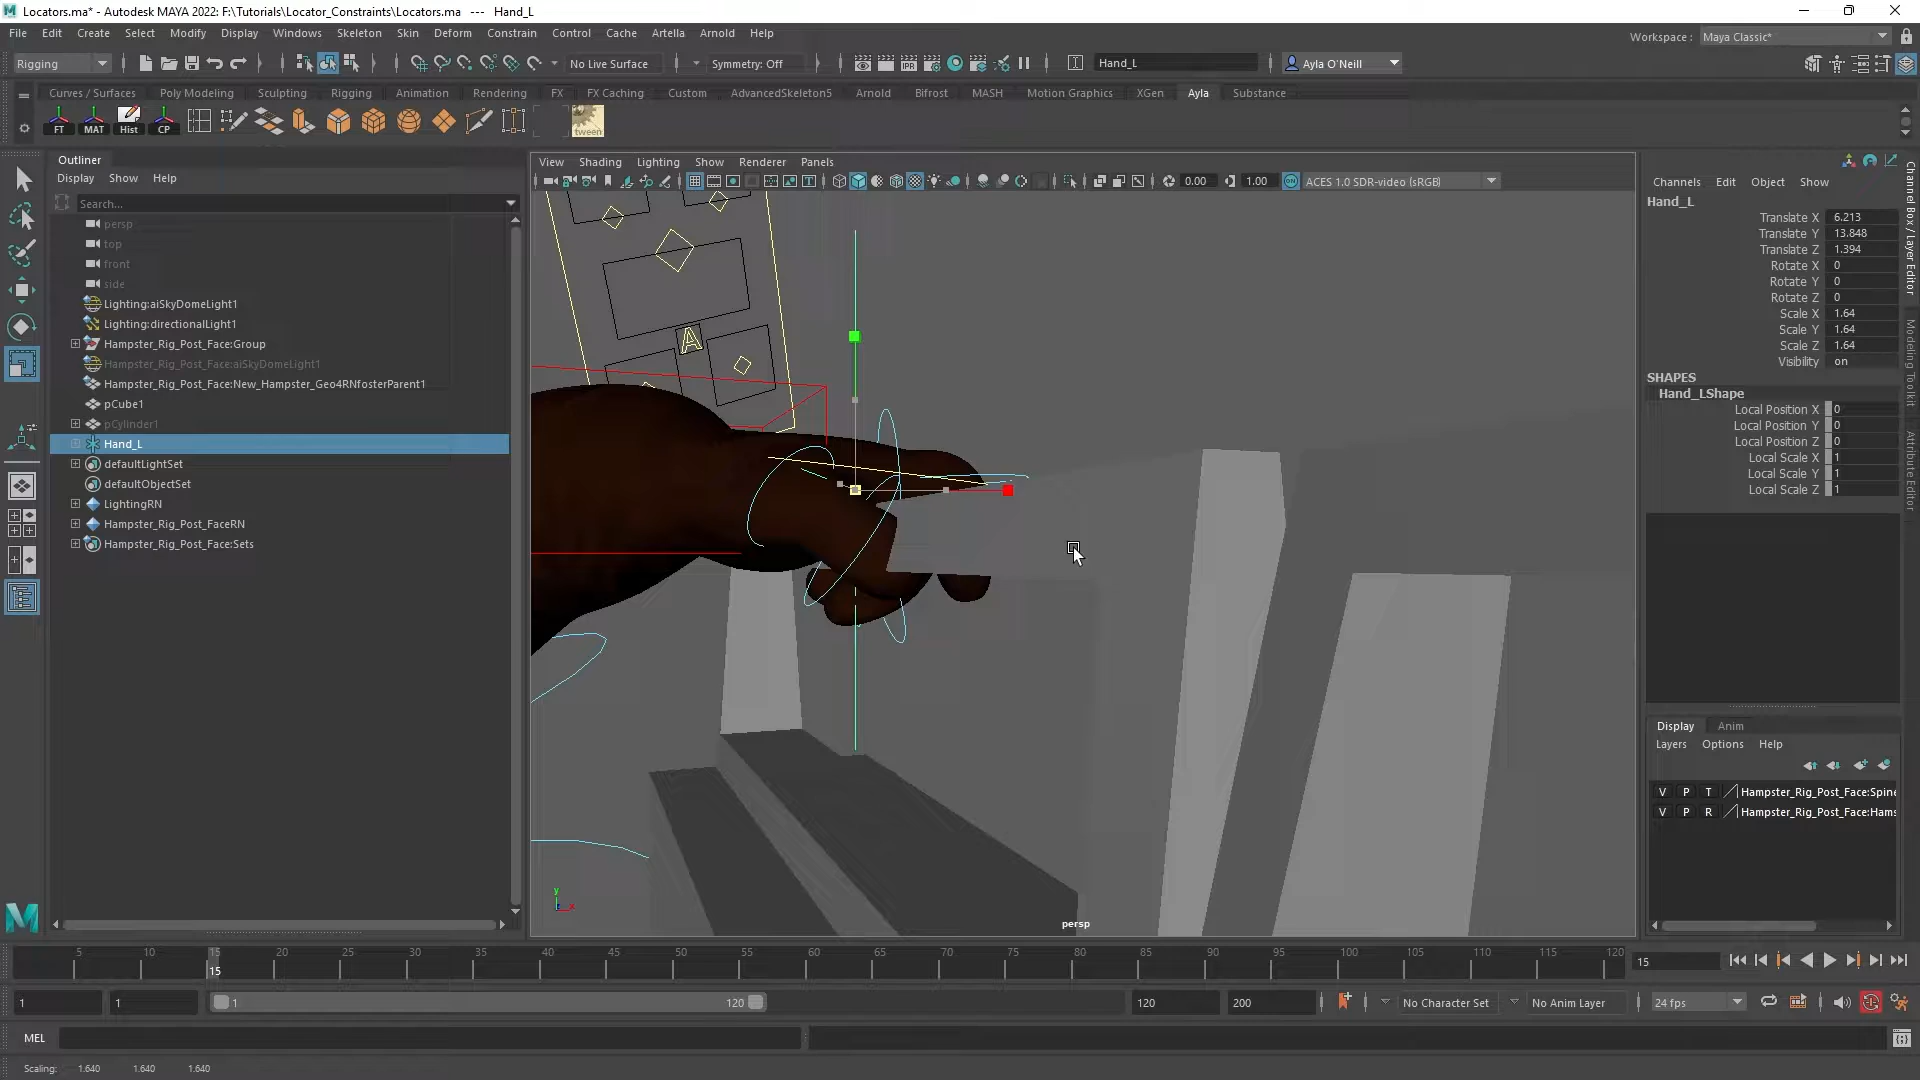 Locators.ma* - Autodesk MAYA 2022: F:\Tutorials\Locator_Constraints\Locators.ma --- Hand_L
File Edit Create Select Modify Display Windows Skeleton Skin Deform Constrain Control Cache Artella Arnold Help
Workspace : Maya Classic*
Rigging
No Live Surface
Symmetry: Off
Hand_L
Ayla O'Neill
Curves / Surfaces Poly Modeling Sculpting Rigging Animation Rendering FX FX Caching Custom AdvancedSkeleton5 Arnold Bifrost MASH Motion Graphics XGen Ayla Substance
FT MAT Hist CP tween
Outliner
Display Show Help
Search...
persp
top
front
side
Lighting:aiSkyDomeLight1
Lighting:directionalLight1
Hampster_Rig_Post_Face:Group
Hampster_Rig_Post_Face:aiSkyDomeLight1
Hampster_Rig_Post_Face:New_Hampster_Geo4RNfosterParent1
pCube1
pCylinder1
Hand_L
defaultLightSet
defaultObjectSet
LightingRN
Hampster_Rig_Post_FaceRN
Hampster_Rig_Post_Face:Sets
View Shading Lighting Show Renderer Panels
0.00 1.00 ON ACES 1.0 SDR-video (sRGB)
A
y
x
persp
Channels Edit Object Show
Hand_L
Translate X 6.213
Translate Y 13.848
Translate Z 1.394
Rotate X 0
Rotate Y 0
Rotate Z 0
Scale X 1.64
Scale Y 1.64
Scale Z 1.64
Visibility on
SHAPES
Hand_LShape
Local Position X 0
Local Position Y 0
Local Position Z 0
Local Scale X 1
Local Scale Y 1
Local Scale Z 1
Channel Box / Layer Editor
Modeling Toolkit
Attribute Editor
Display Anim
Layers Options Help
V P T Hampster_Rig_Post_Face:Spine
V P R Hampster_Rig_Post_Face:Hams
5 10 15 20 25 30 35 40 45 50 55 60 65 70 75 80 85 90 95 100 105 110 115 120
15
15
1 1 1 120 120 200 No Character Set No Anim Layer 24 fps
MEL
Scaling: 1.640 1.640 1.640